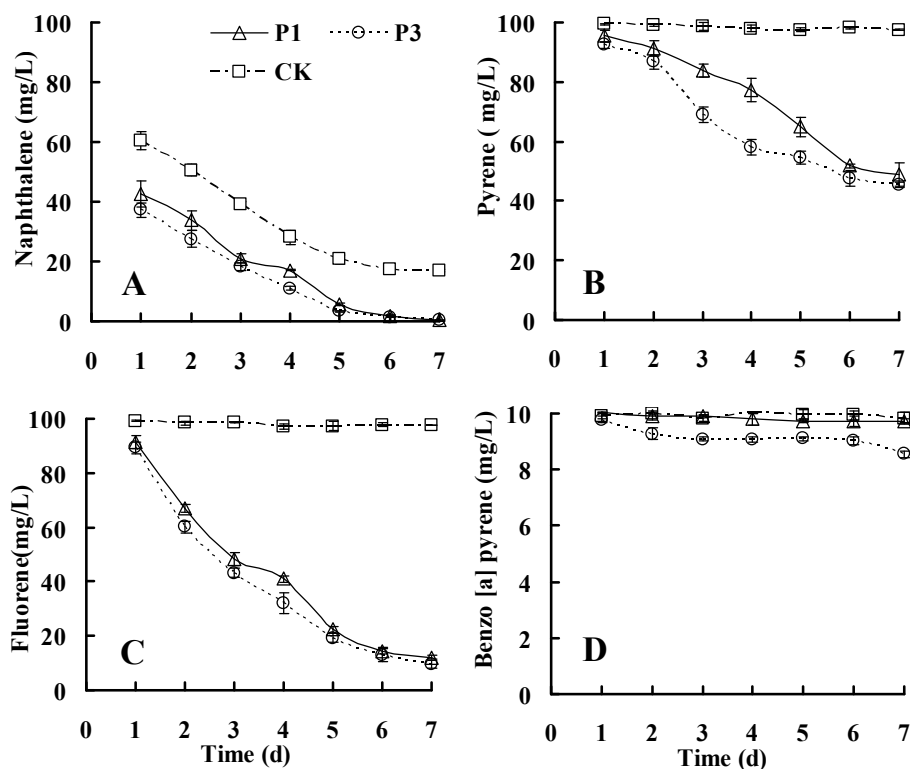 P1 P3
CK
Naphthalene (mg/L)
100
80
60
40
20
0
A
0 1 2 3 4 5 6 7
Pyrene ( mg/L)
100
80
60
40
20
0
B
0 1 2 3 4 5 6 7
Fluorene(mg/L)
100
80
60
40
20
0
C
0 1 2 3 4 5 6 7
Time (d)
Benzo [a] pyrene (mg/L)
10
8
6
4
2
0
D
0 1 2 3 4 5 6 7
Time (d)